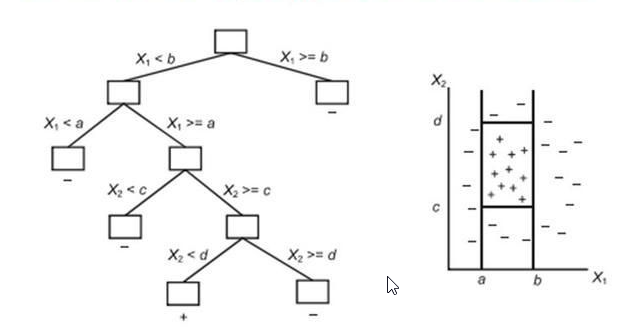 X₁ < b X₁ >= b
X₁ < a X₁ >= a
−
− X₂ < c X₂ >= c
− X₂ < d X₂ >= d
+ −
X₂
d
c
a b X₁